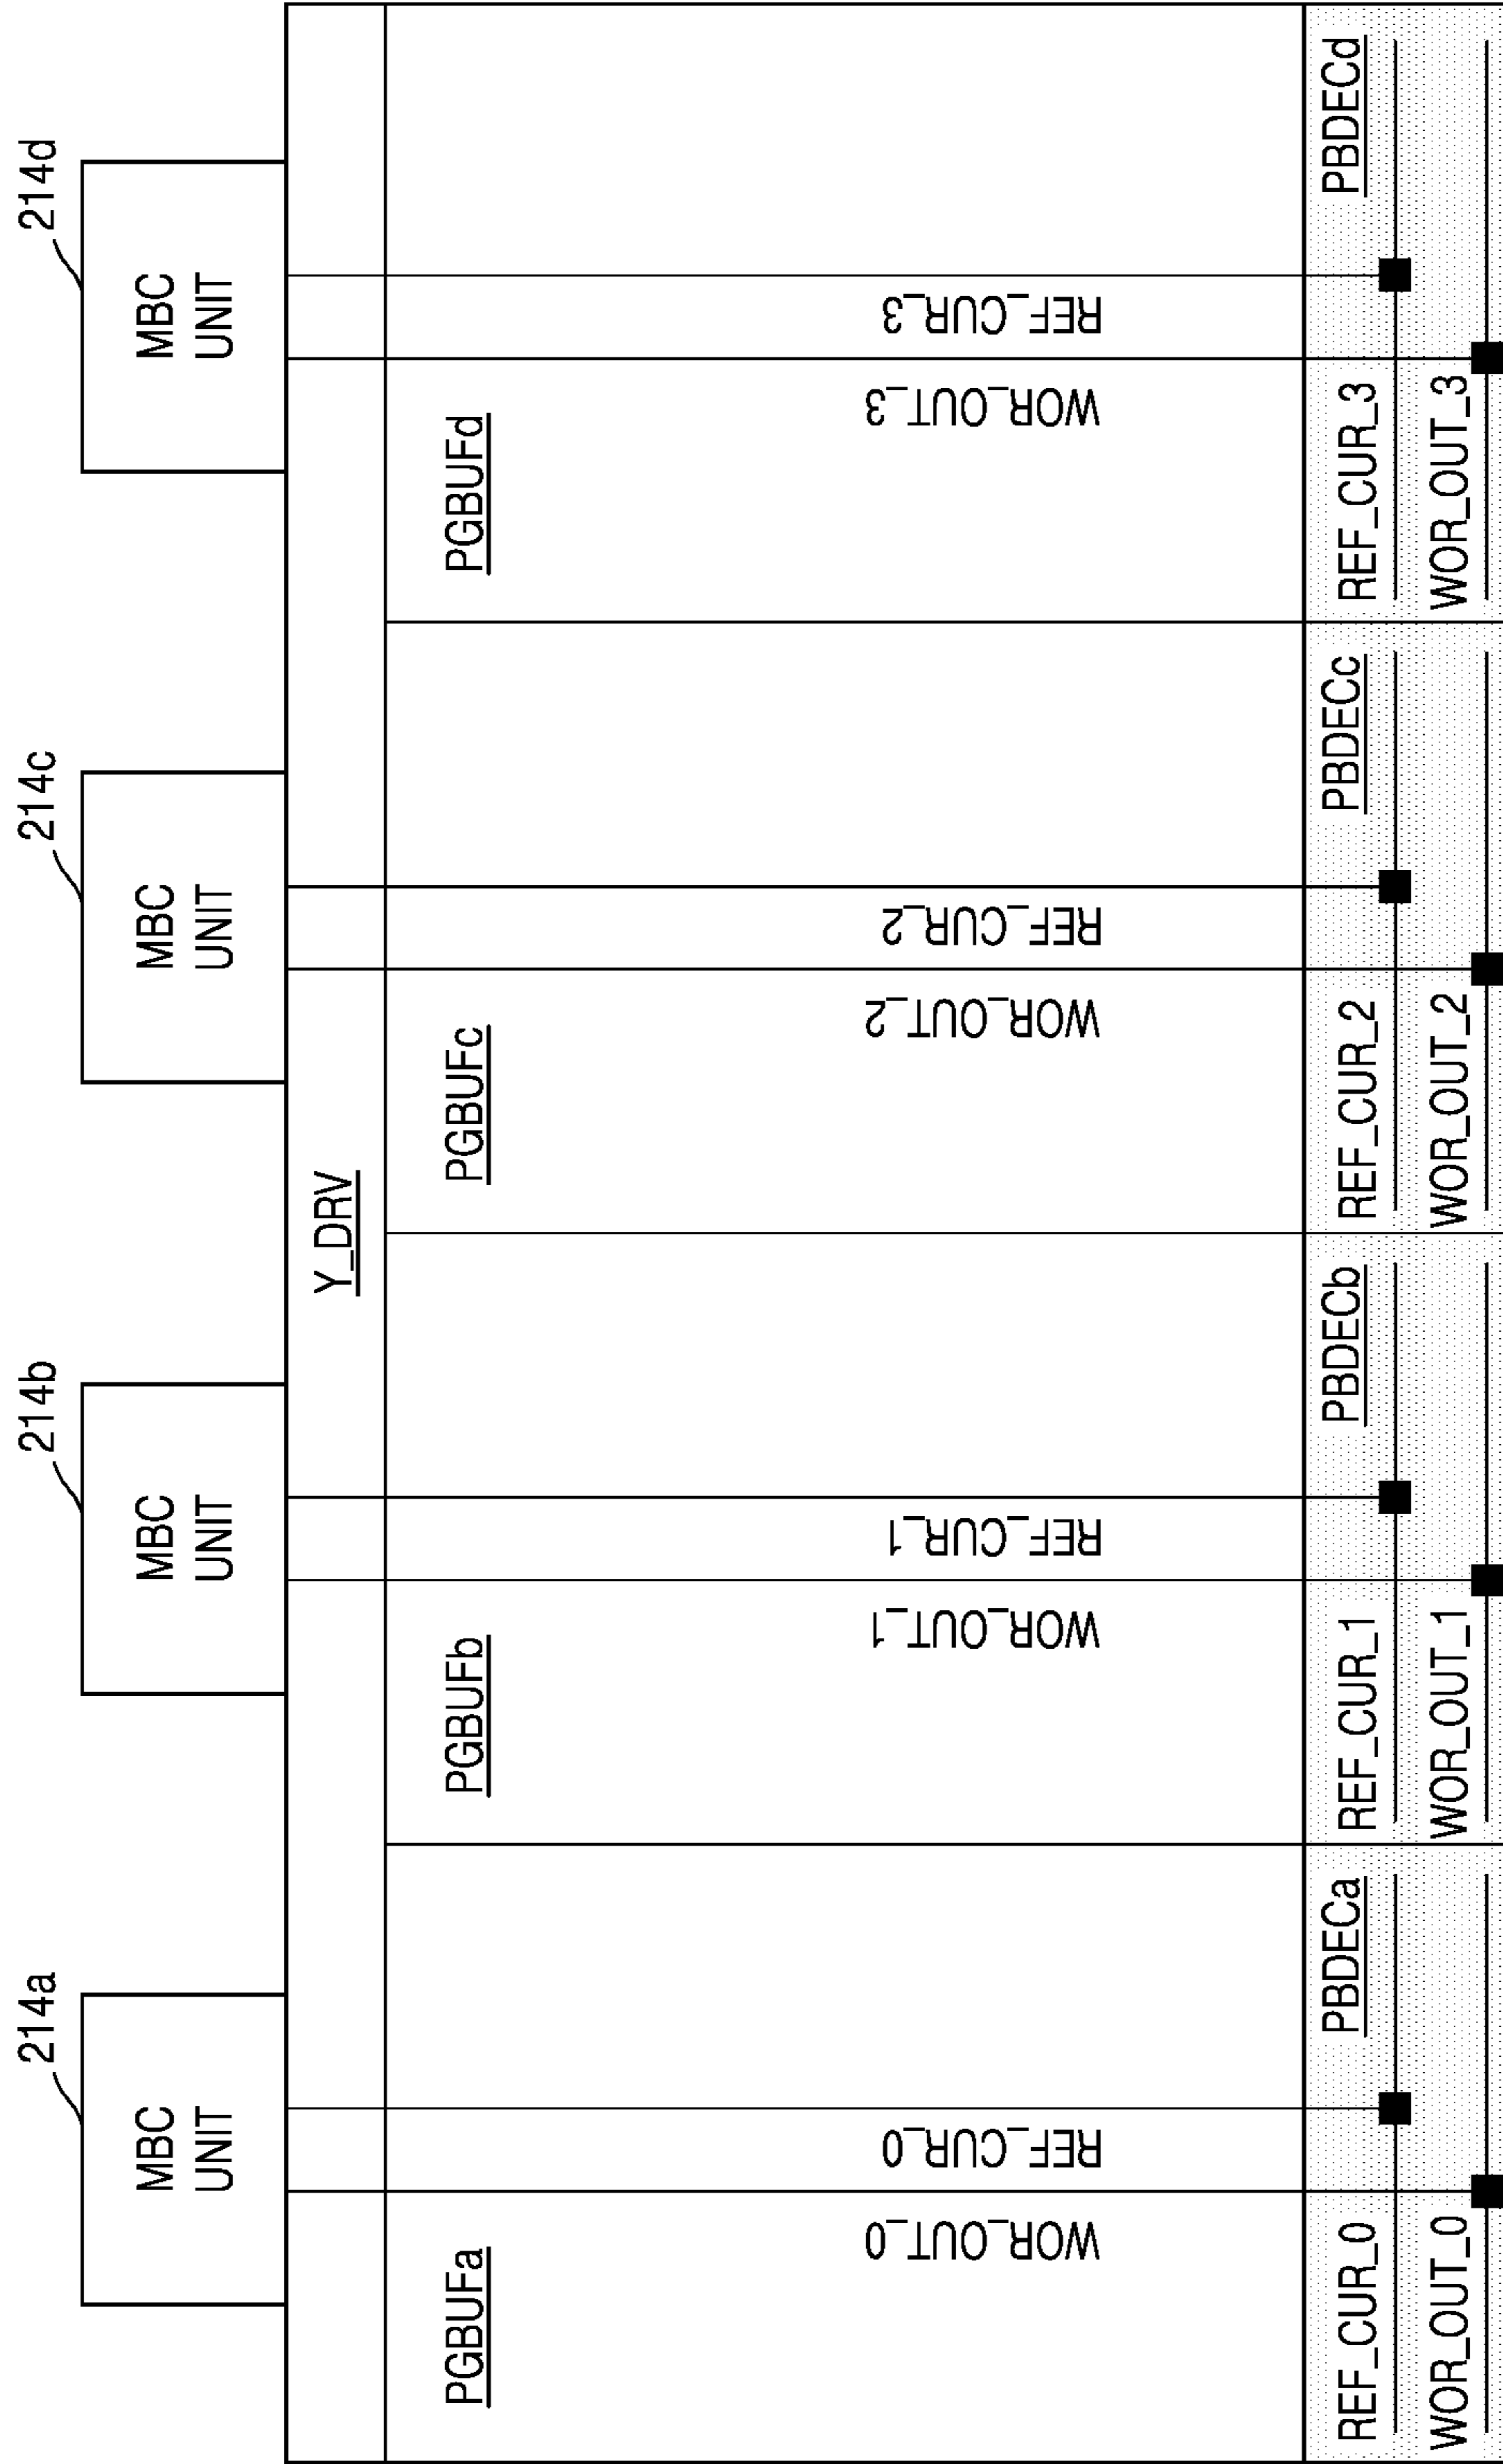 214a
214b
214c
214d
MBC
UNIT
MBC
UNIT
MBC
UNIT
MBC
UNIT
Y_DRV
PGBUFa
PGBUFb
PGBUFc
PGBUFd
WOR_OUT_0
REF_CUR_0
WOR_OUT_1
REF_CUR_1
WOR_OUT_2
REF_CUR_2
WOR_OUT_3
REF_CUR_3
PBDECa
PBDECb
PBDECc
PBDECd
REF_CUR_0
REF_CUR_1
REF_CUR_2
REF_CUR_3
WOR_OUT_0
WOR_OUT_1
WOR_OUT_2
WOR_OUT_3